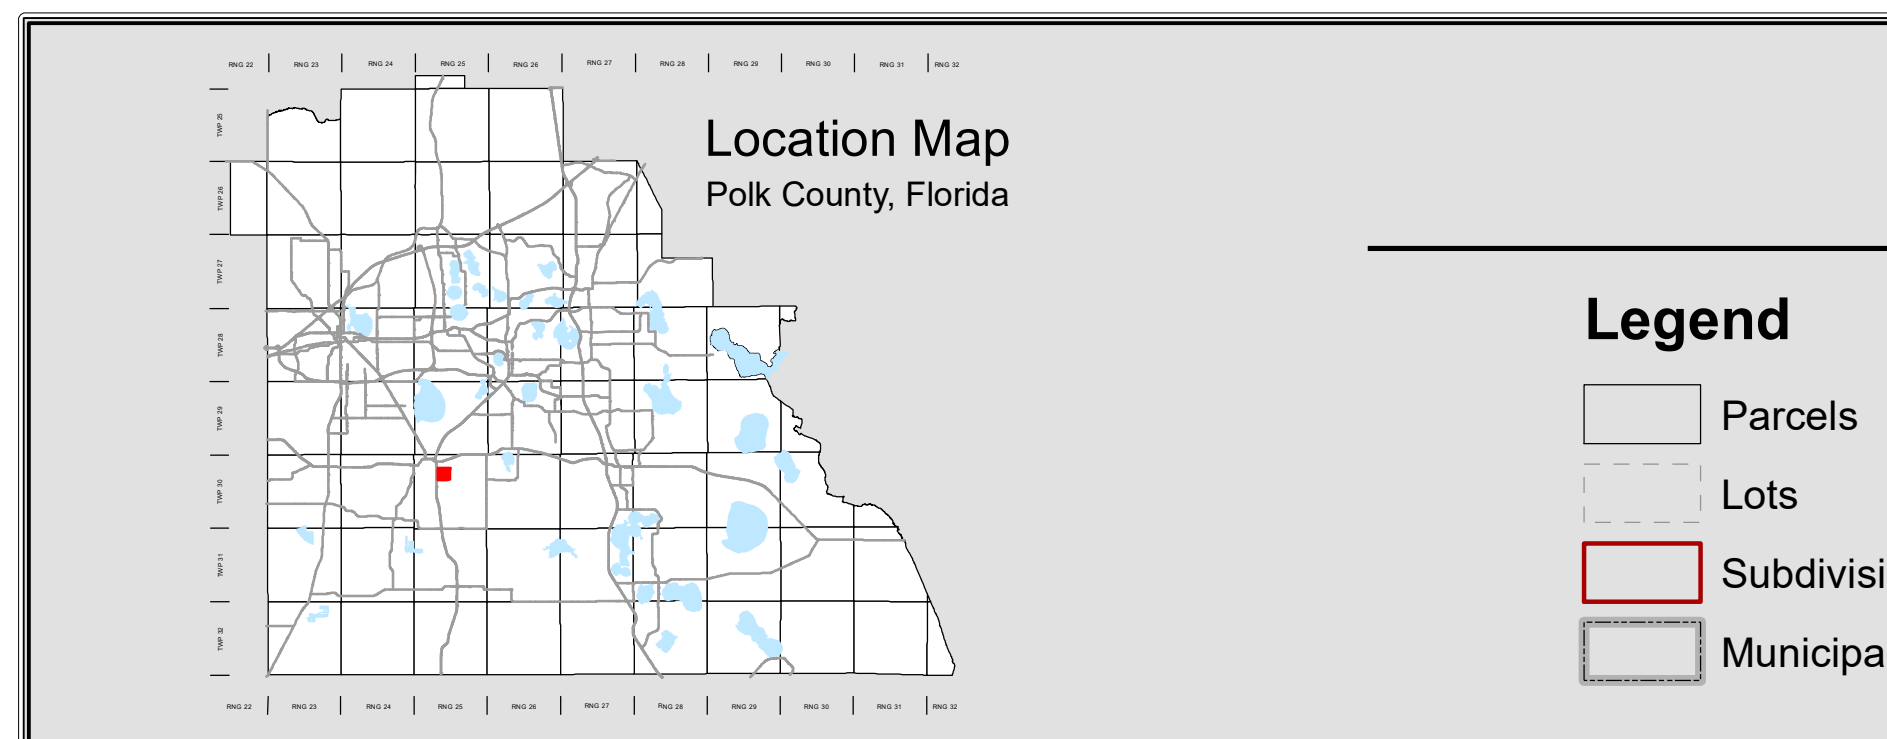 RNG 22 RNG 23 RNG 24 RNG 25 RNG 26 RNG 27 RNG 28 RNG 29 RNG 30 RNG 31 RNG 32
TWP 25
TWP 26
TWP 27
TWP 28
TWP 29
TWP 30
TWP 31
TWP 32
Location Map
Polk County, Florida
RNG 22 RNG 23 RNG 24 RNG 25 RNG 26 RNG 27 RNG 28 RNG 29 RNG 30 RNG 31 RNG 32
Legend
Parcels
Lots
Subdivisi
Municipa